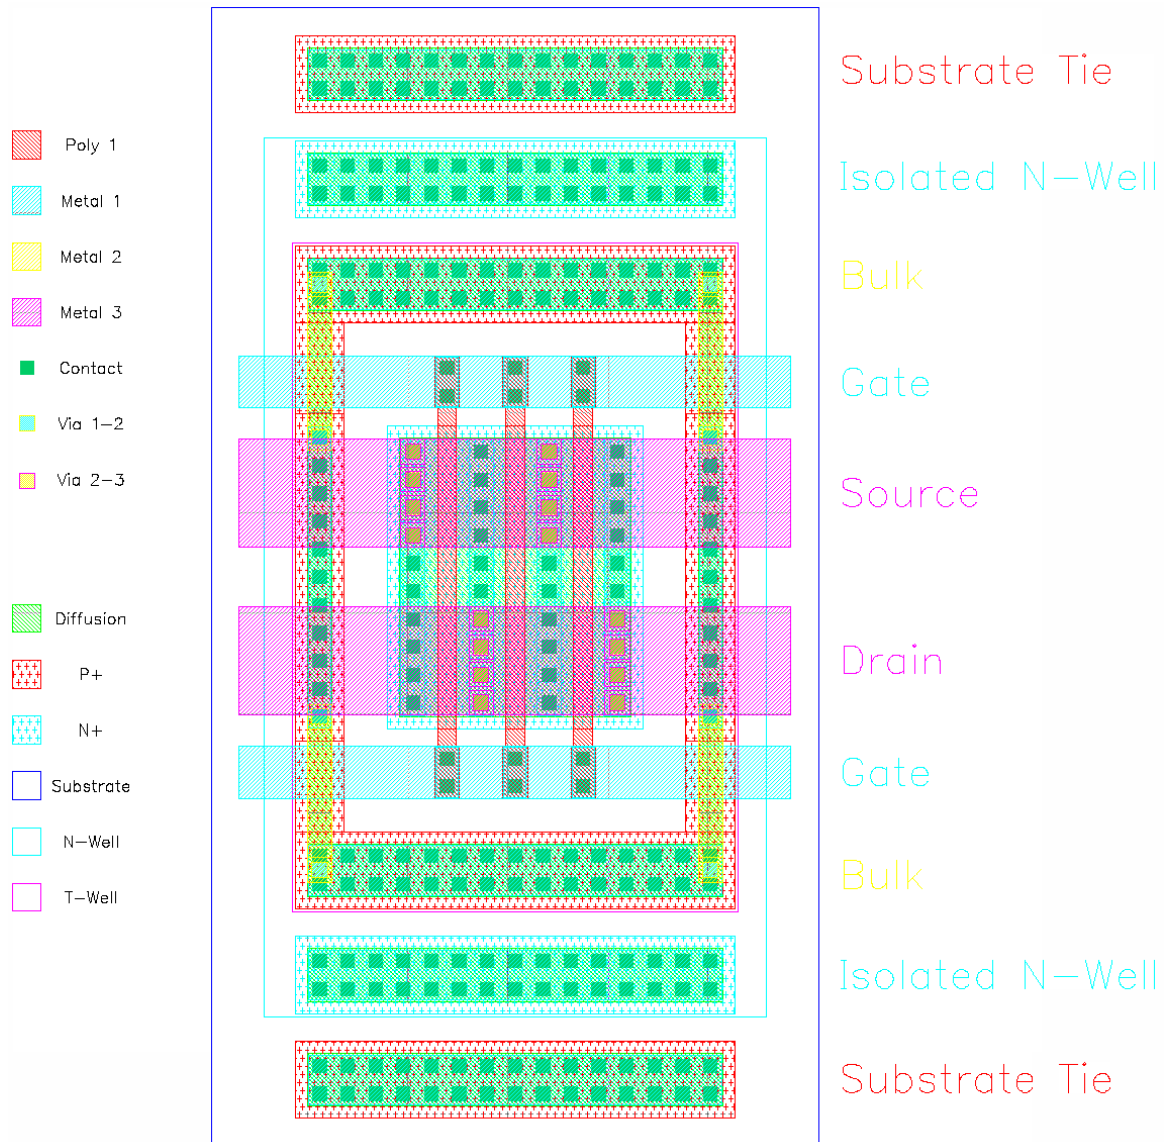 Poly 1
Metal 1
Metal 2
Metal 3
Contact
Via 1-2
Via 2-3
Diffusion
P+
N+
Substrate
N-Well
T-Well
Substrate Tie
Isolated N-Well
Bulk
Gate
Source
Drain
Gate
Bulk
Isolated N-Well
Substrate Tie